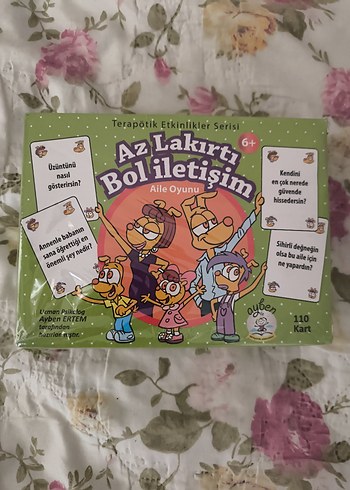 Terapötik Etkinlikler Serisi
6+
Az Lakırtı
Bol iletişim
Aile Oyunu
Üzüntünü
nasıl
gösterirsin?
Kendini
en çok nerede
güvende
hissedersin?
Annenle babanın
sana öğrettiği en
önemli şey nedir?
Sihirli değneğin
olsa bu aile için
ne yapardın?
Uzman Psikolog
Ayben ERTEM
tarafından
ayben
110
Kart